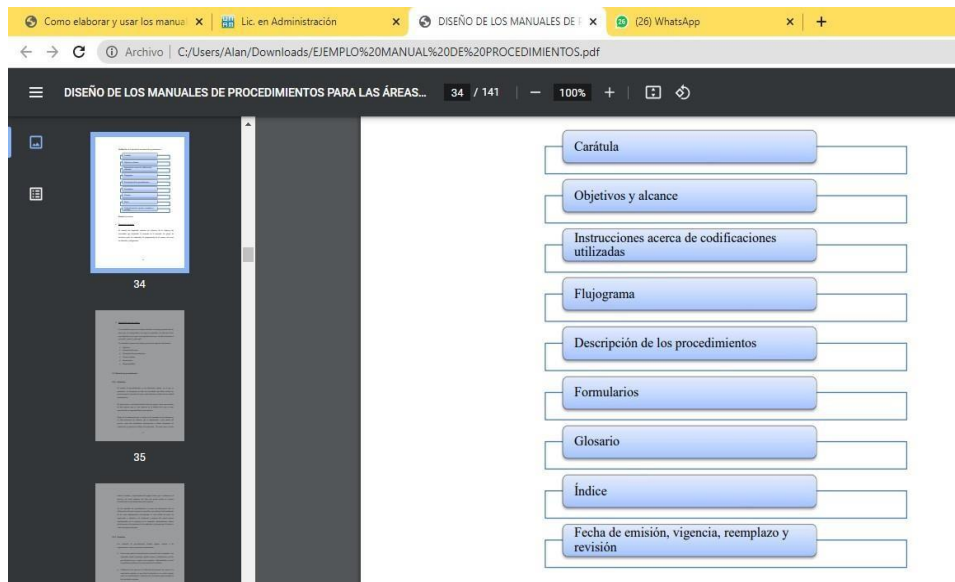 Como elaborar y usar los manua
Lic. en Administración
DISEÑO DE LOS MANUALES DE
26
(26) WhatsApp
Archivo | C:/Users/Alan/Downloads/EJEMPLO%20MANUAL%20DE%20PROCEDIMIENTOS.pdf
DISEÑO DE LOS MANUALES DE PROCEDIMIENTOS PARA LAS ÁREAS... 34 / 141 100%
34
35
Carátula
Objetivos y alcance
Instrucciones acerca de codificaciones
utilizadas
Flujograma
Descripción de los procedimientos
Formularios
Glosario
Índice
Fecha de emisión, vigencia, reemplazo y
revisión